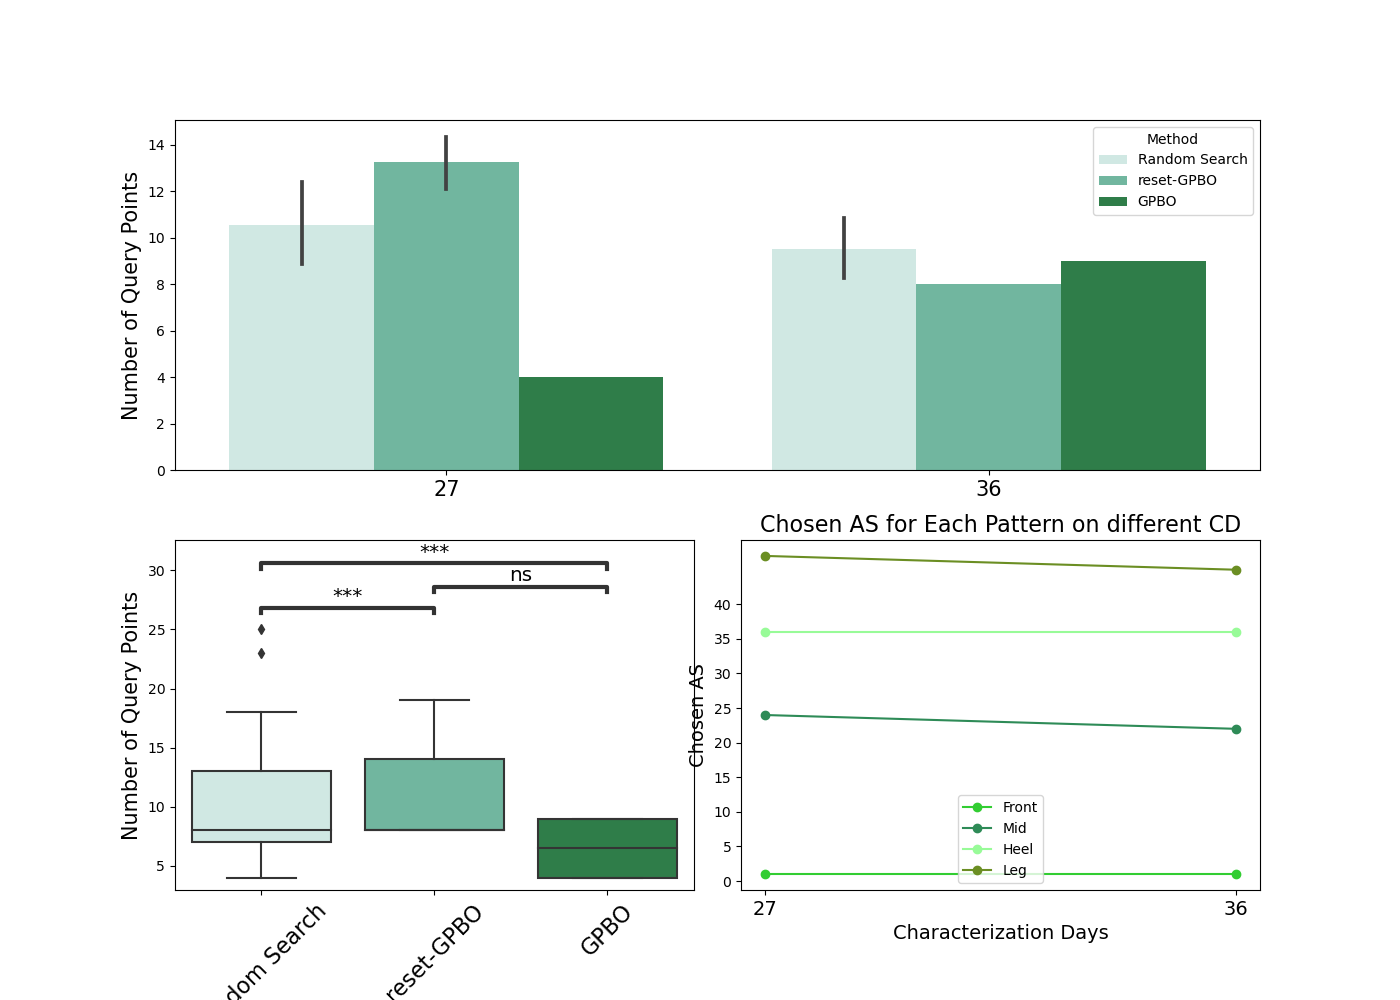 Number of Query Points
14
12
10
8
6
4
2
0
27
36
Method
Random Search
reset-GPBO
GPBO
Number of Query Points
30
25
20
15
10
5
***
ns
***
dom Search
reset-GPBO
GPBO
Chosen AS for Each Pattern on different CD
Chosen AS
40
35
30
25
20
15
10
5
0
Front
Mid
Heel
Leg
27
36
Characterization Days